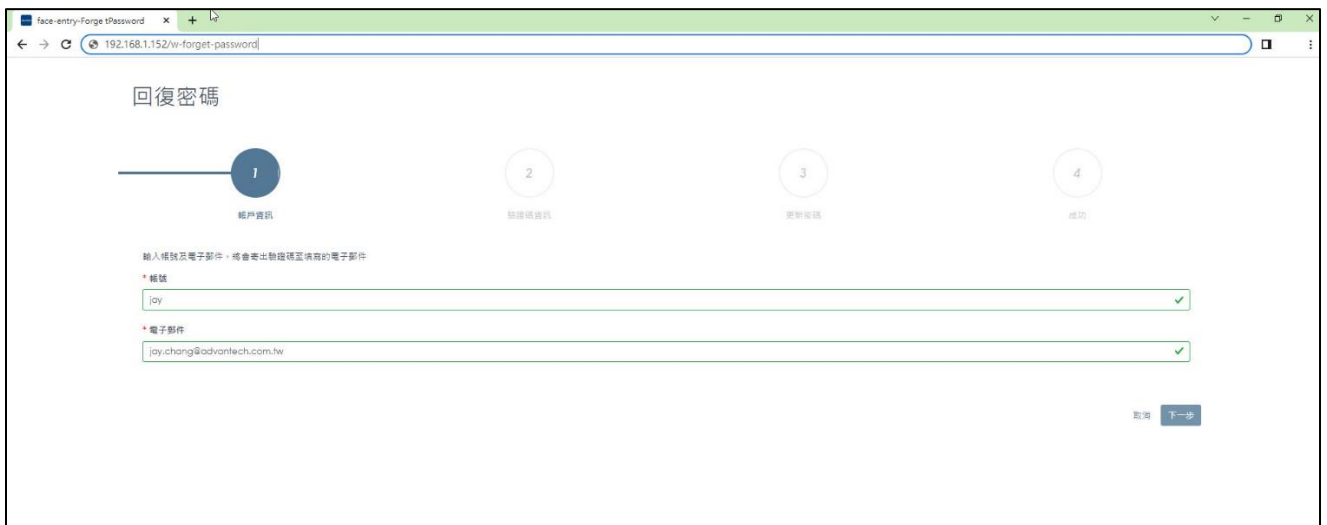 face-entry-Forge tPassword
192.168.1.152/w-forget-password
回復密碼
1
2
3
4
帳戶資訊
驗證碼資訊
更新密碼
成功
輸入帳號及電子郵件，將會寄出驗證碼至填寫的電子郵件
* 帳號
joy
* 電子郵件
joy.chang@advantech.com.tw
取消
下一步